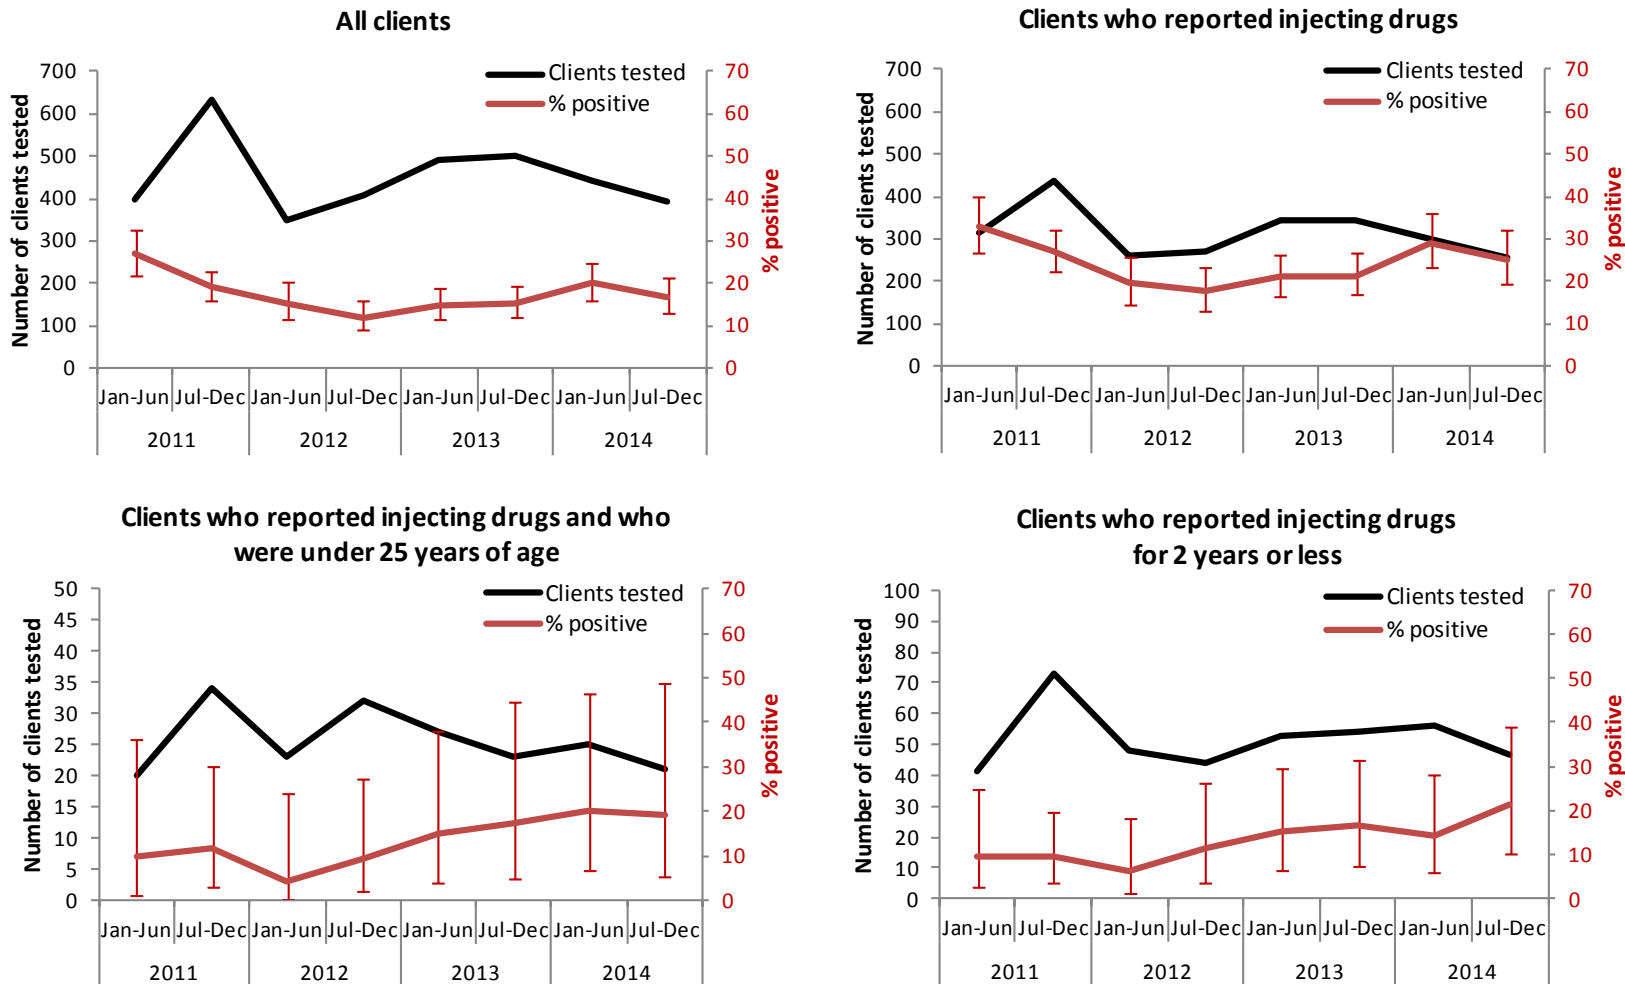 All clients
Clients tested
% positive
Number of clients tested
700
600
500
400
300
200
100
0
70
60
50
40
30
20
10
0
% positive
Jan-Jun Jul-Dec Jan-Jun Jul-Dec Jan-Jun Jul-Dec Jan-Jun Jul-Dec
2011 2012 2013 2014
Clients who reported injecting drugs
Clients tested
% positive
Number of clients tested
700
600
500
400
300
200
100
0
70
60
50
40
30
20
10
0
% positive
Jan-Jun Jul-Dec Jan-Jun Jul-Dec Jan-Jun Jul-Dec Jan-Jun Jul-Dec
2011 2012 2013 2014
Clients who reported injecting drugs and who
were under 25 years of age
Clients tested
% positive
Number of clients tested
50
45
40
35
30
25
20
15
10
5
0
70
60
50
40
30
20
10
0
% positive
Jan-Jun Jul-Dec Jan-Jun Jul-Dec Jan-Jun Jul-Dec Jan-Jun Jul-Dec
2011 2012 2013 2014
Clients who reported injecting drugs
for 2 years or less
Clients tested
% positive
Number of clients tested
100
90
80
70
60
50
40
30
20
10
0
70
60
50
40
30
20
10
0
% positive
Jan-Jun Jul-Dec Jan-Jun Jul-Dec Jan-Jun Jul-Dec Jan-Jun Jul-Dec
2011 2012 2013 2014